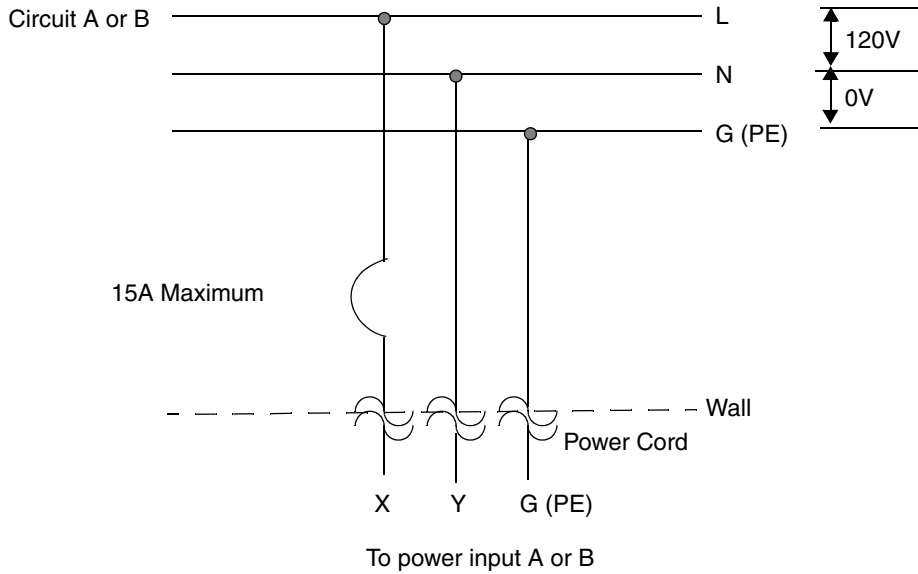 Circuit A or B
L
120V
N
0V
G (PE)
15A Maximum
Wall
Power Cord
X Y G (PE)
To power input A or B